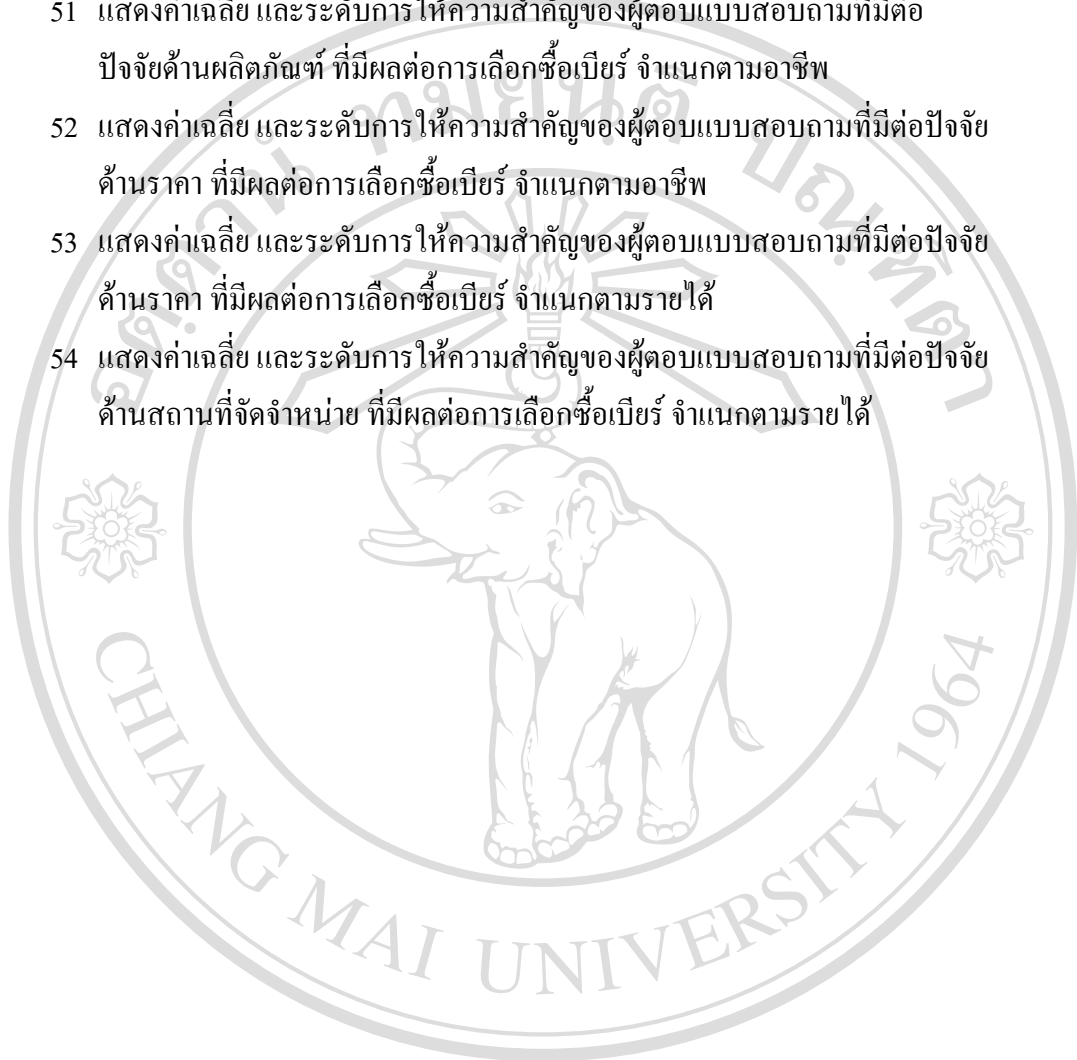 51 แสดงค่าเฉลี่ย และระดับการให้ความสำคัญของผู้ตอบแบบสอบถามที่มีต่อ
ปัจจัยด้านผลิตภัณฑ์ ที่มีผลต่อการเลือกซื้อเบียร์ จำแนกตามอาชีพ
52 แสดงค่าเฉลี่ย และระดับการให้ความสำคัญของผู้ตอบแบบสอบถามที่มีต่อปัจจัย
ด้านราคา ที่มีผลต่อการเลือกซื้อเบียร์ จำแนกตามอาชีพ
53 แสดงค่าเฉลี่ย และระดับการให้ความสำคัญของผู้ตอบแบบสอบถามที่มีต่อปัจจัย
ด้านราคา ที่มีผลต่อการเลือกซื้อเบียร์ จำแนกตามรายได้
54 แสดงค่าเฉลี่ย และระดับการให้ความสำคัญของผู้ตอบแบบสอบถามที่มีต่อปัจจัย
ด้านสถานที่จัดจำหน่าย ที่มีผลต่อการเลือกซื้อเบียร์ จำแนกตามรายได้
อตฺตานํ ทมยนฺติ ปณฺฑิตา
CHIANG MAI UNIVERSITY 1964